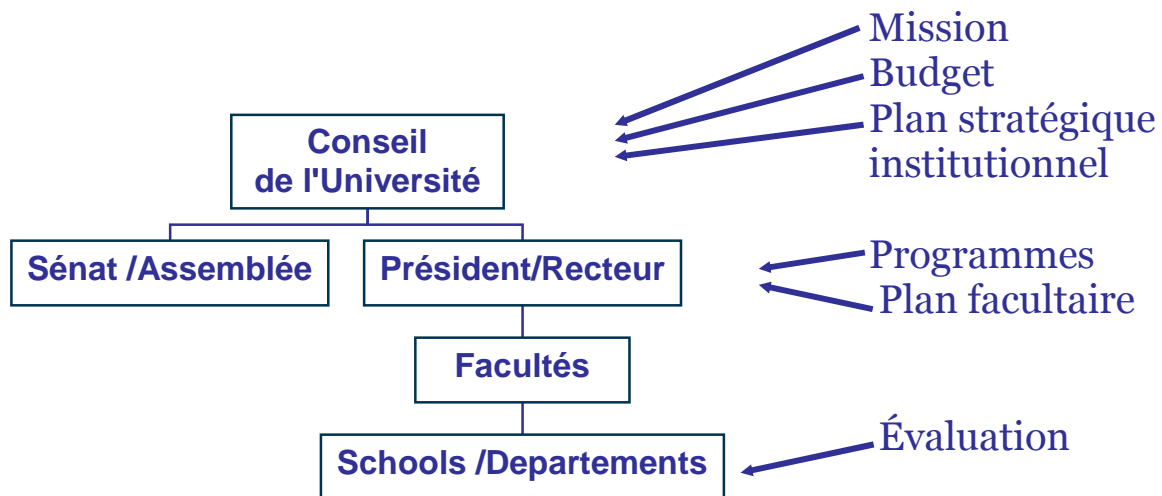 Mission
Budget
Plan stratégique
institutionnel
Conseil
de l'Université
Sénat /Assemblée
Président/Recteur
Programmes
Plan facultaire
Facultés
Évaluation
Schools /Departements